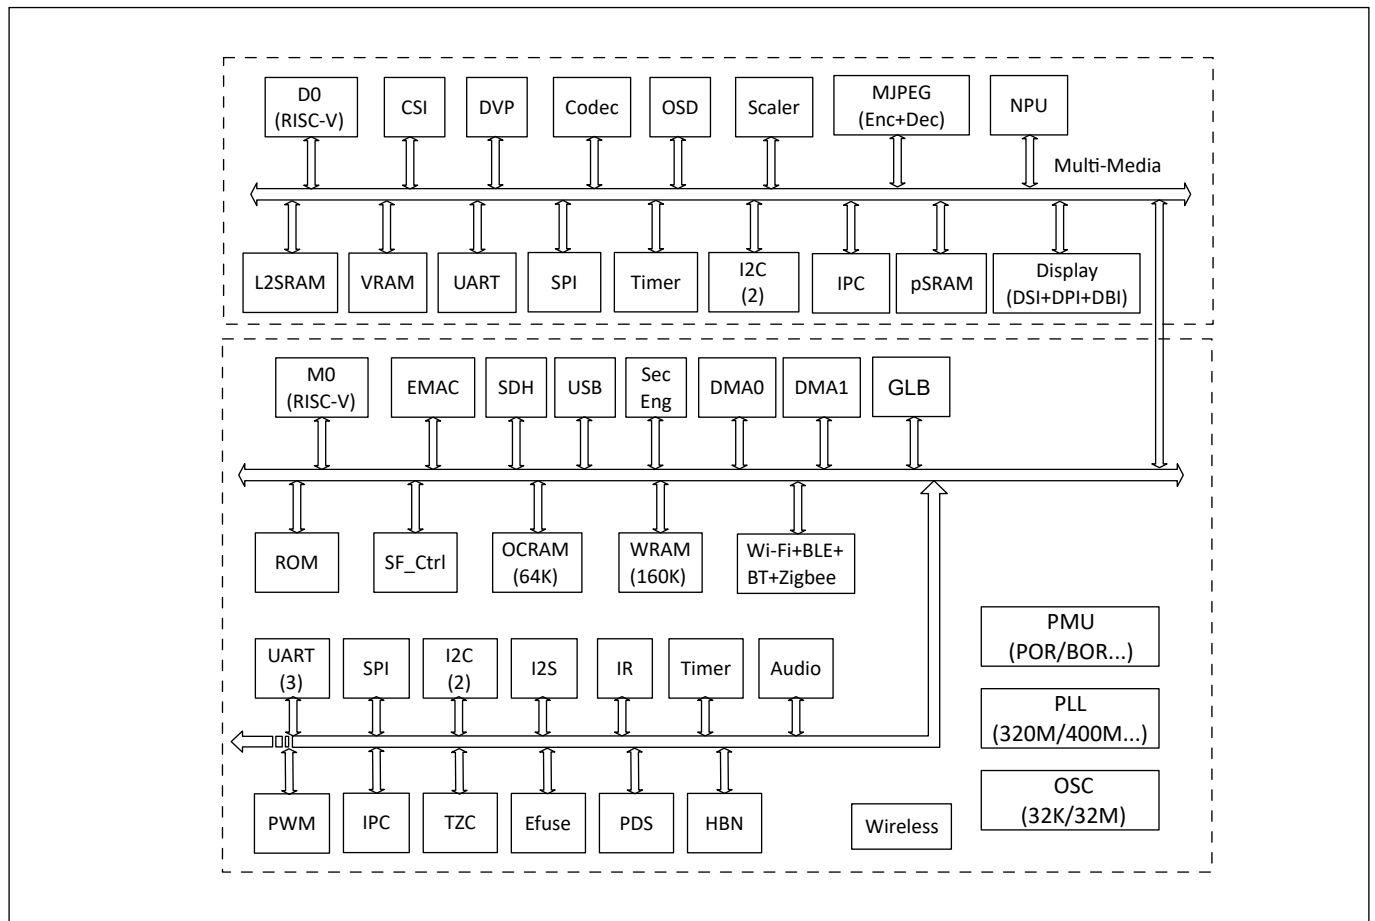 D0
(RISC-V)
CSI
DVP
Codec
OSD
Scaler
MJPEG
(Enc+Dec)
NPU
Multi-Media
L2SRAM
VRAM
UART
SPI
Timer
I2C
(2)
IPC
pSRAM
Display
(DSI+DPI+DBI)
M0
(RISC-V)
EMAC
SDH
USB
Sec
Eng
DMA0
DMA1
GLB
ROM
SF_Ctrl
OCRAM
(64K)
WRAM
(160K)
Wi-Fi+BLE+
BT+Zigbee
UART
(3)
SPI
I2C
(2)
I2S
IR
Timer
Audio
PMU
(POR/BOR...)
PLL
(320M/400M...)
OSC
(32K/32M)
PWM
IPC
TZC
Efuse
PDS
HBN
Wireless